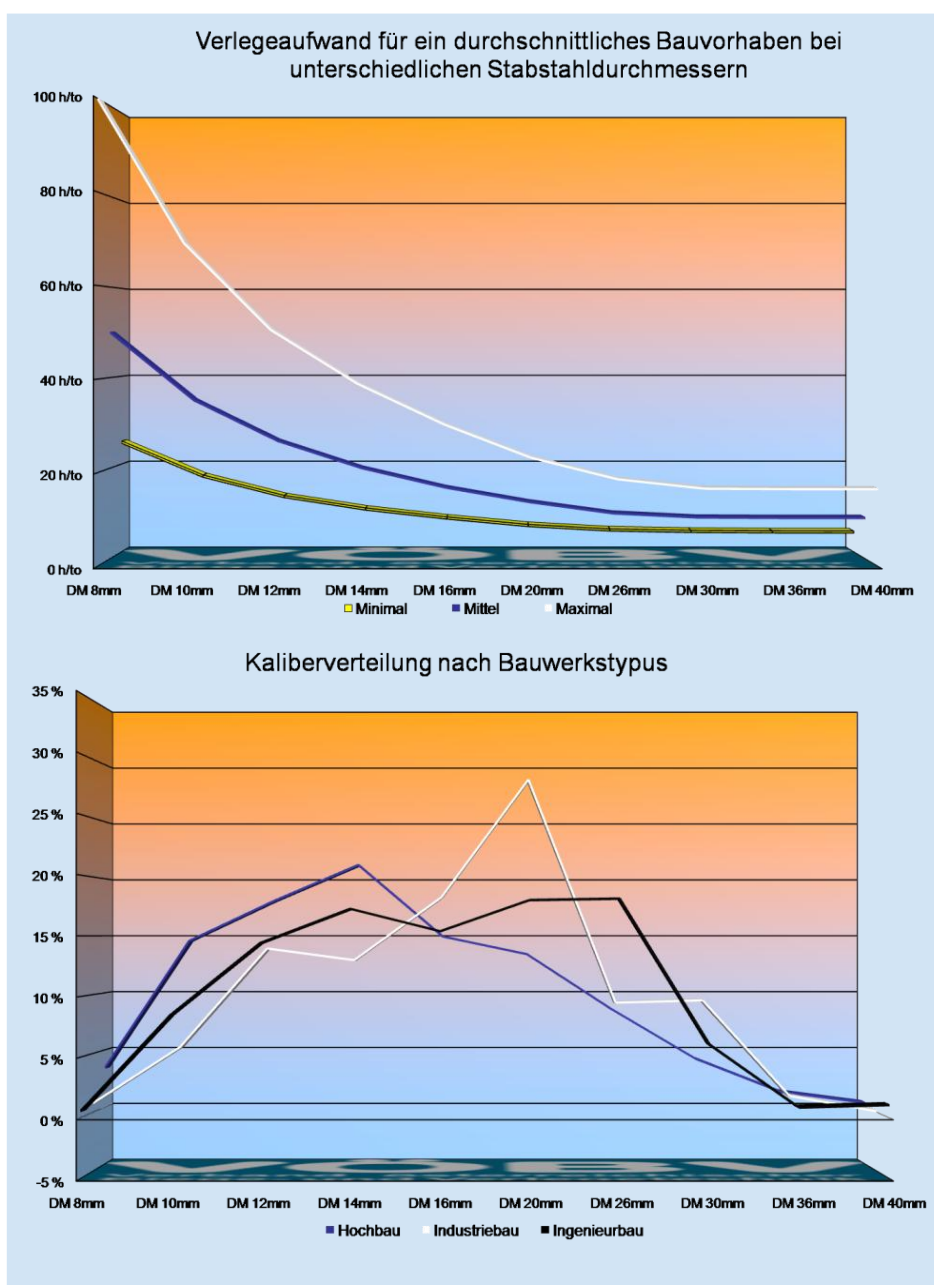 Verlegeaufwand für ein durchschnittliches Bauvorhaben bei
unterschiedlichen Stabstahldurchmessern
100 h/to
80 h/to
60 h/to
40 h/to
20 h/to
0 h/to
DM 8mm DM 10mm DM 12mm DM 14mm DM 16mm DM 20mm DM 26mm DM 30mm DM 36mm DM 40mm
Minimal Mittel Maximal
Kaliberverteilung nach Bauwerkstypus
35 %
30 %
25 %
20 %
15 %
10 %
5 %
0 %
-5 %
DM 8mm DM 10mm DM 12mm DM 14mm DM 16mm DM 20mm DM 26mm DM 30mm DM 36mm DM 40mm
Hochbau Industriebau Ingenieurbau